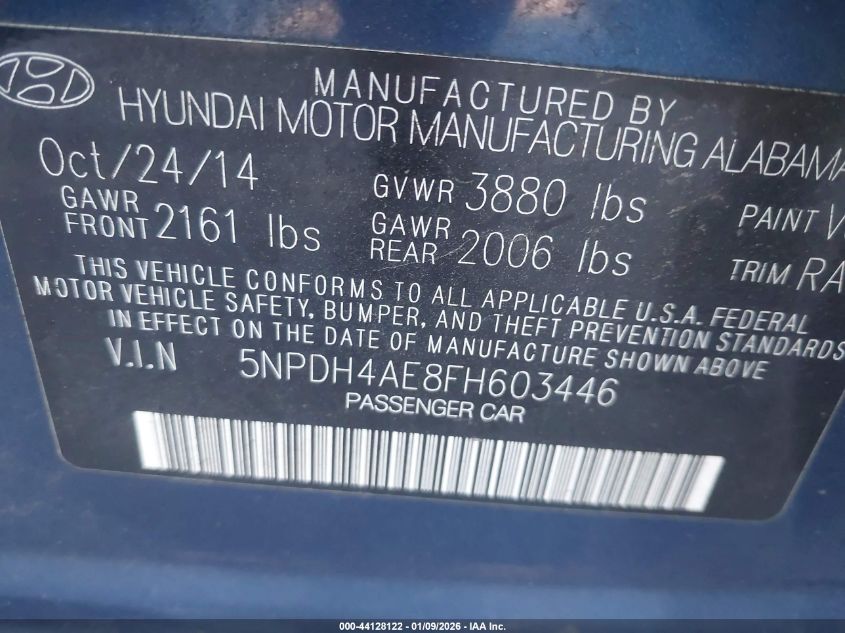 MANUFACTURED BY
HYUNDAI MOTOR MANUFACTURING ALABAMA
Oct/24/14
GVWR 3880 lbs
PAINT
GAWR FRONT 2161 lbs
GAWR REAR 2006 lbs
TRIM RA
THIS VEHICLE CONFORMS TO ALL APPLICABLE U.S.A. FEDERAL
MOTOR VEHICLE SAFETY, BUMPER, AND THEFT PREVENTION STANDARDS
IN EFFECT ON THE DATE OF MANUFACTURE SHOWN ABOVE
V.I.N 5NPDH4AE8FH603446
PASSENGER CAR
000-44128122 - 01/09/2026 - IAA Inc.